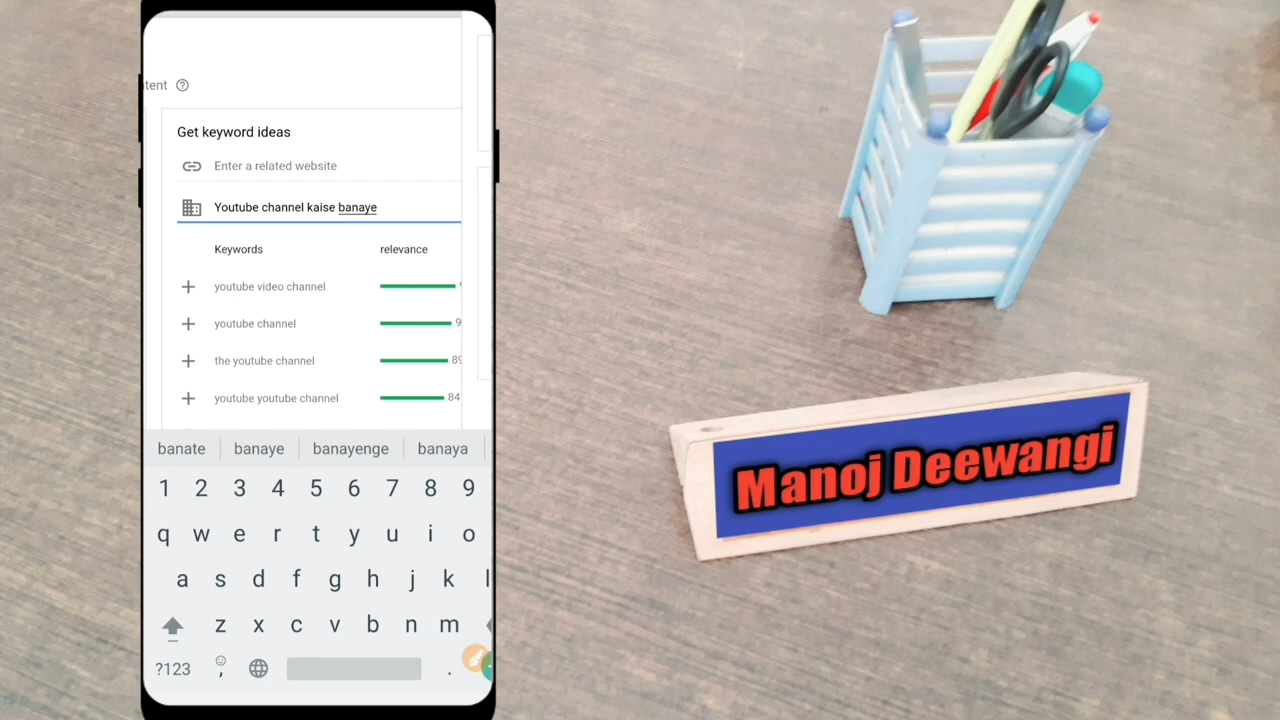 tent
Get keyword ideas
Enter a related website
Youtube channel kaise banaye
Keywords relevance
youtube video channel
youtube channel 9
the youtube channel 89
youtube youtube channel 84
banate banaye banayenge banaya
1 2 3 4 5 6 7 8 9
q w e r t y u i o
a s d f g h j k l
z x c v b n m
?123 , .
Manoj Deewangi